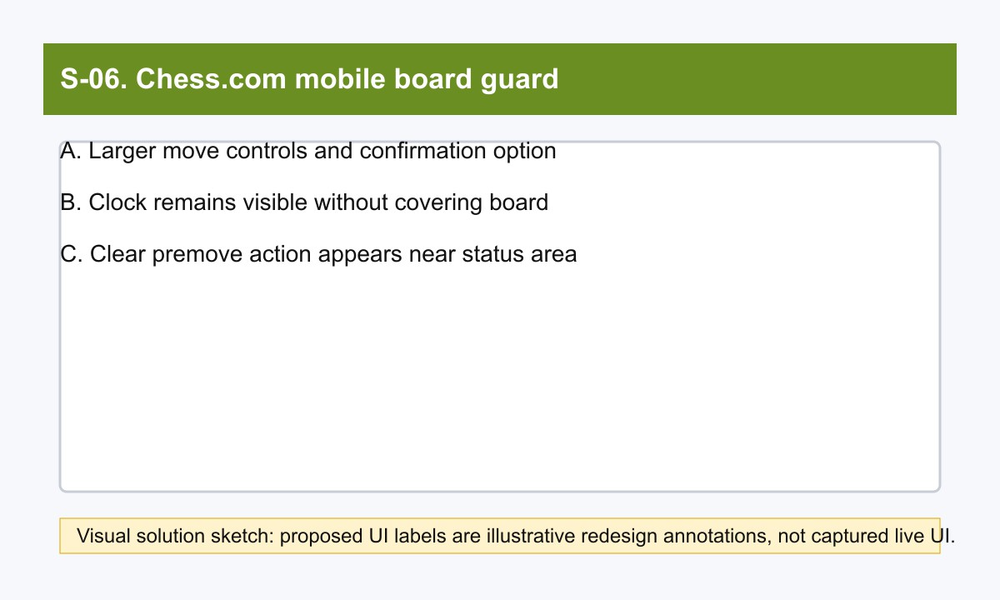 S-06. Chess.com mobile board guard
A. Larger move controls and confirmation option
B. Clock remains visible without covering board
C. Clear premove action appears near status area
Visual solution sketch: proposed UI labels are illustrative redesign annotations, not captured live UI.